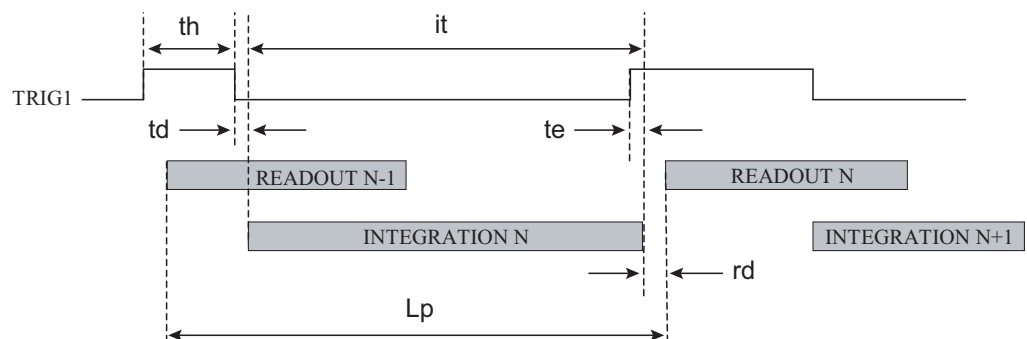 th
it
TRIG1
td
te
READOUT N-1
READOUT N
INTEGRATION N
INTEGRATION N+1
rd
Lp